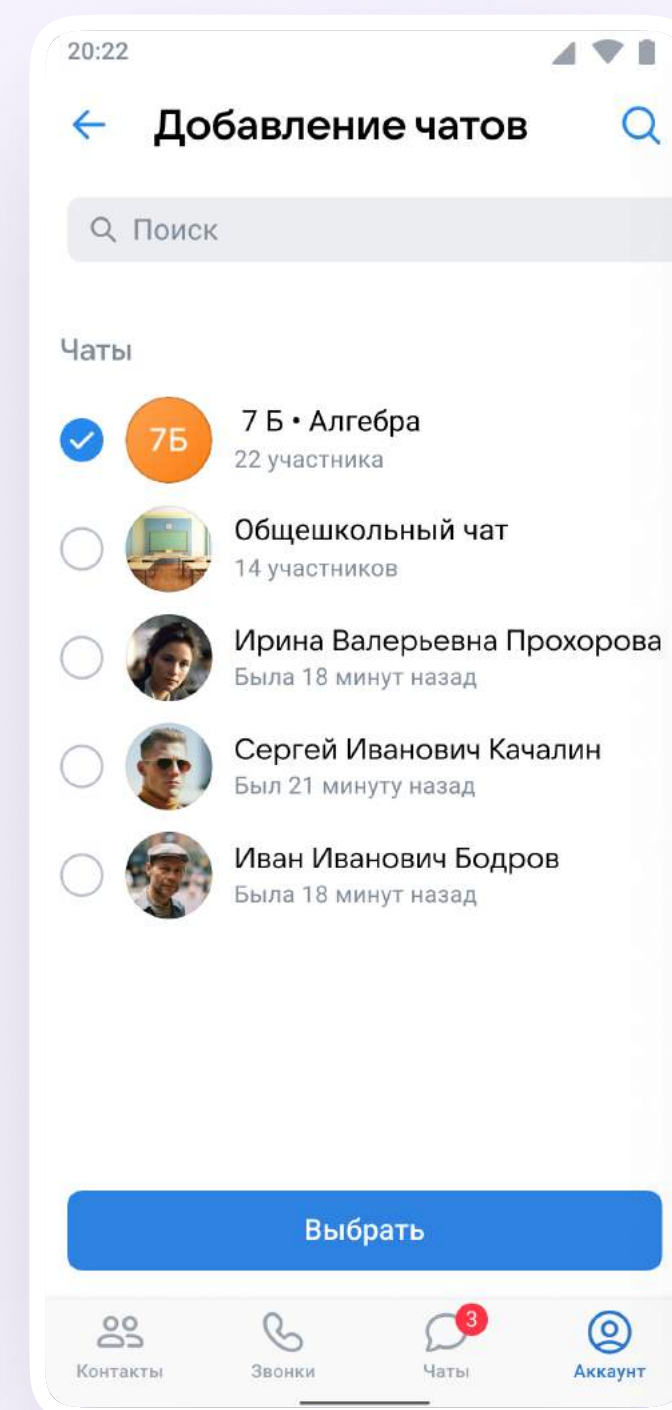 20:22
Добавление чатов
Поиск
Чаты
7Б
7 Б • Алгебра
22 участника
Общешкольный чат
14 участников
Ирина Валерьевна Прохорова
Была 18 минут назад
Сергей Иванович Качалин
Был 21 минуту назад
Иван Иванович Бодров
Была 18 минут назад
Выбрать
3
Контакты
Звонки
Чаты
Аккаунт